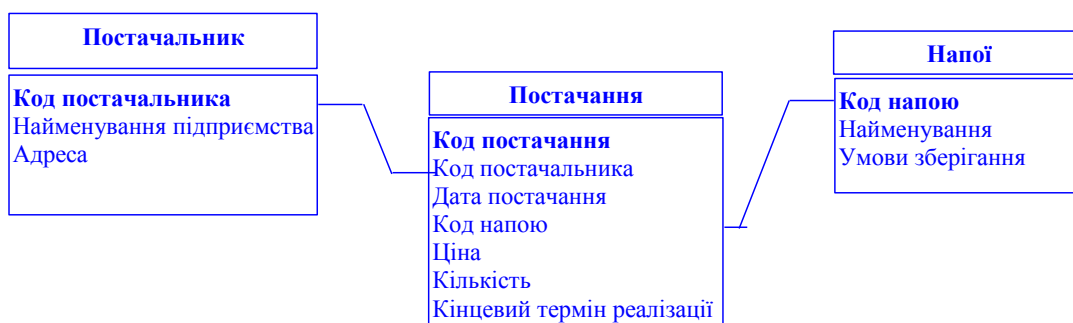 Постачальник
Код постачальника
Найменування підприємства
Адреса
Постачання
Код постачання
Код постачальника
Дата постачання
Код напою
Ціна
Кількість
Кінцевий термін реалізації
Напої
Код напою
Найменування
Умови зберігання